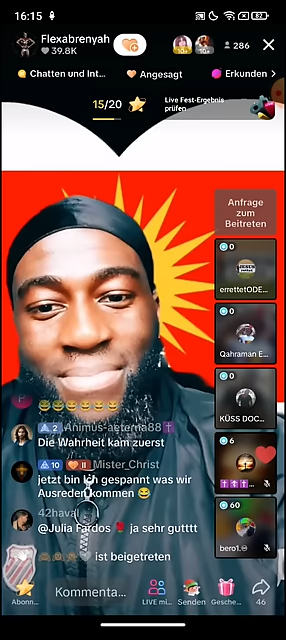 16:15
82
Flexabrenyah
39.8K
286
Chatten und Int...
Angesagt
Erkunden
15/20
Live Fest-Ergebnis
prüfen
Anfrage
zum
Beitreten
0
errettetODE...
0
Qahraman E...
0
KÜSS DOC...
6
60
bero1.
2 Animus-aeterna88
Die Wahrheit kam zuerst
10 II Mister_Christ
jetzt bin Ich gespannt was wir
Ausreden kommen 😂
42haval
@Julia Fardos 🌹 ja sehr gutttt
ist beigetreten
Abonn...
Kommenta...
LIVE mi...
Senden
Gesche...
46